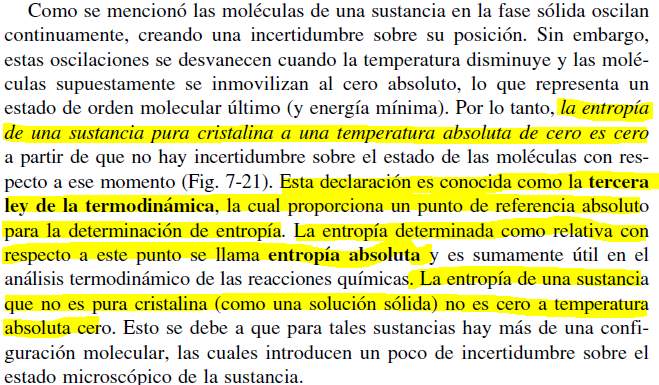 Como se mencionó las moléculas de una sustancia en la fase sólida oscilan
continuamente, creando una incertidumbre sobre su posición. Sin embargo,
estas oscilaciones se desvanecen cuando la temperatura disminuye y las molé-
culas supuestamente se inmovilizan al cero absoluto, lo que representa un
estado de orden molecular último (y energía mínima). Por lo tanto, la entropía
de una sustancia pura cristalina a una temperatura absoluta de cero es cero
a partir de que no hay incertidumbre sobre el estado de las moléculas con res-
pecto a ese momento (Fig. 7-21). Esta declaración es conocida como la tercera
ley de la termodinámica, la cual proporciona un punto de referencia absoluto
para la determinación de entropía. La entropía determinada como relativa con
respecto a este punto se llama entropía absoluta y es sumamente útil en el
análisis termodinámico de las reacciones químicas. La entropía de una sustancia
que no es pura cristalina (como una solución sólida) no es cero a temperatura
absoluta cero. Esto se debe a que para tales sustancias hay más de una confi-
guración molecular, las cuales introducen un poco de incertidumbre sobre el
estado microscópico de la sustancia.